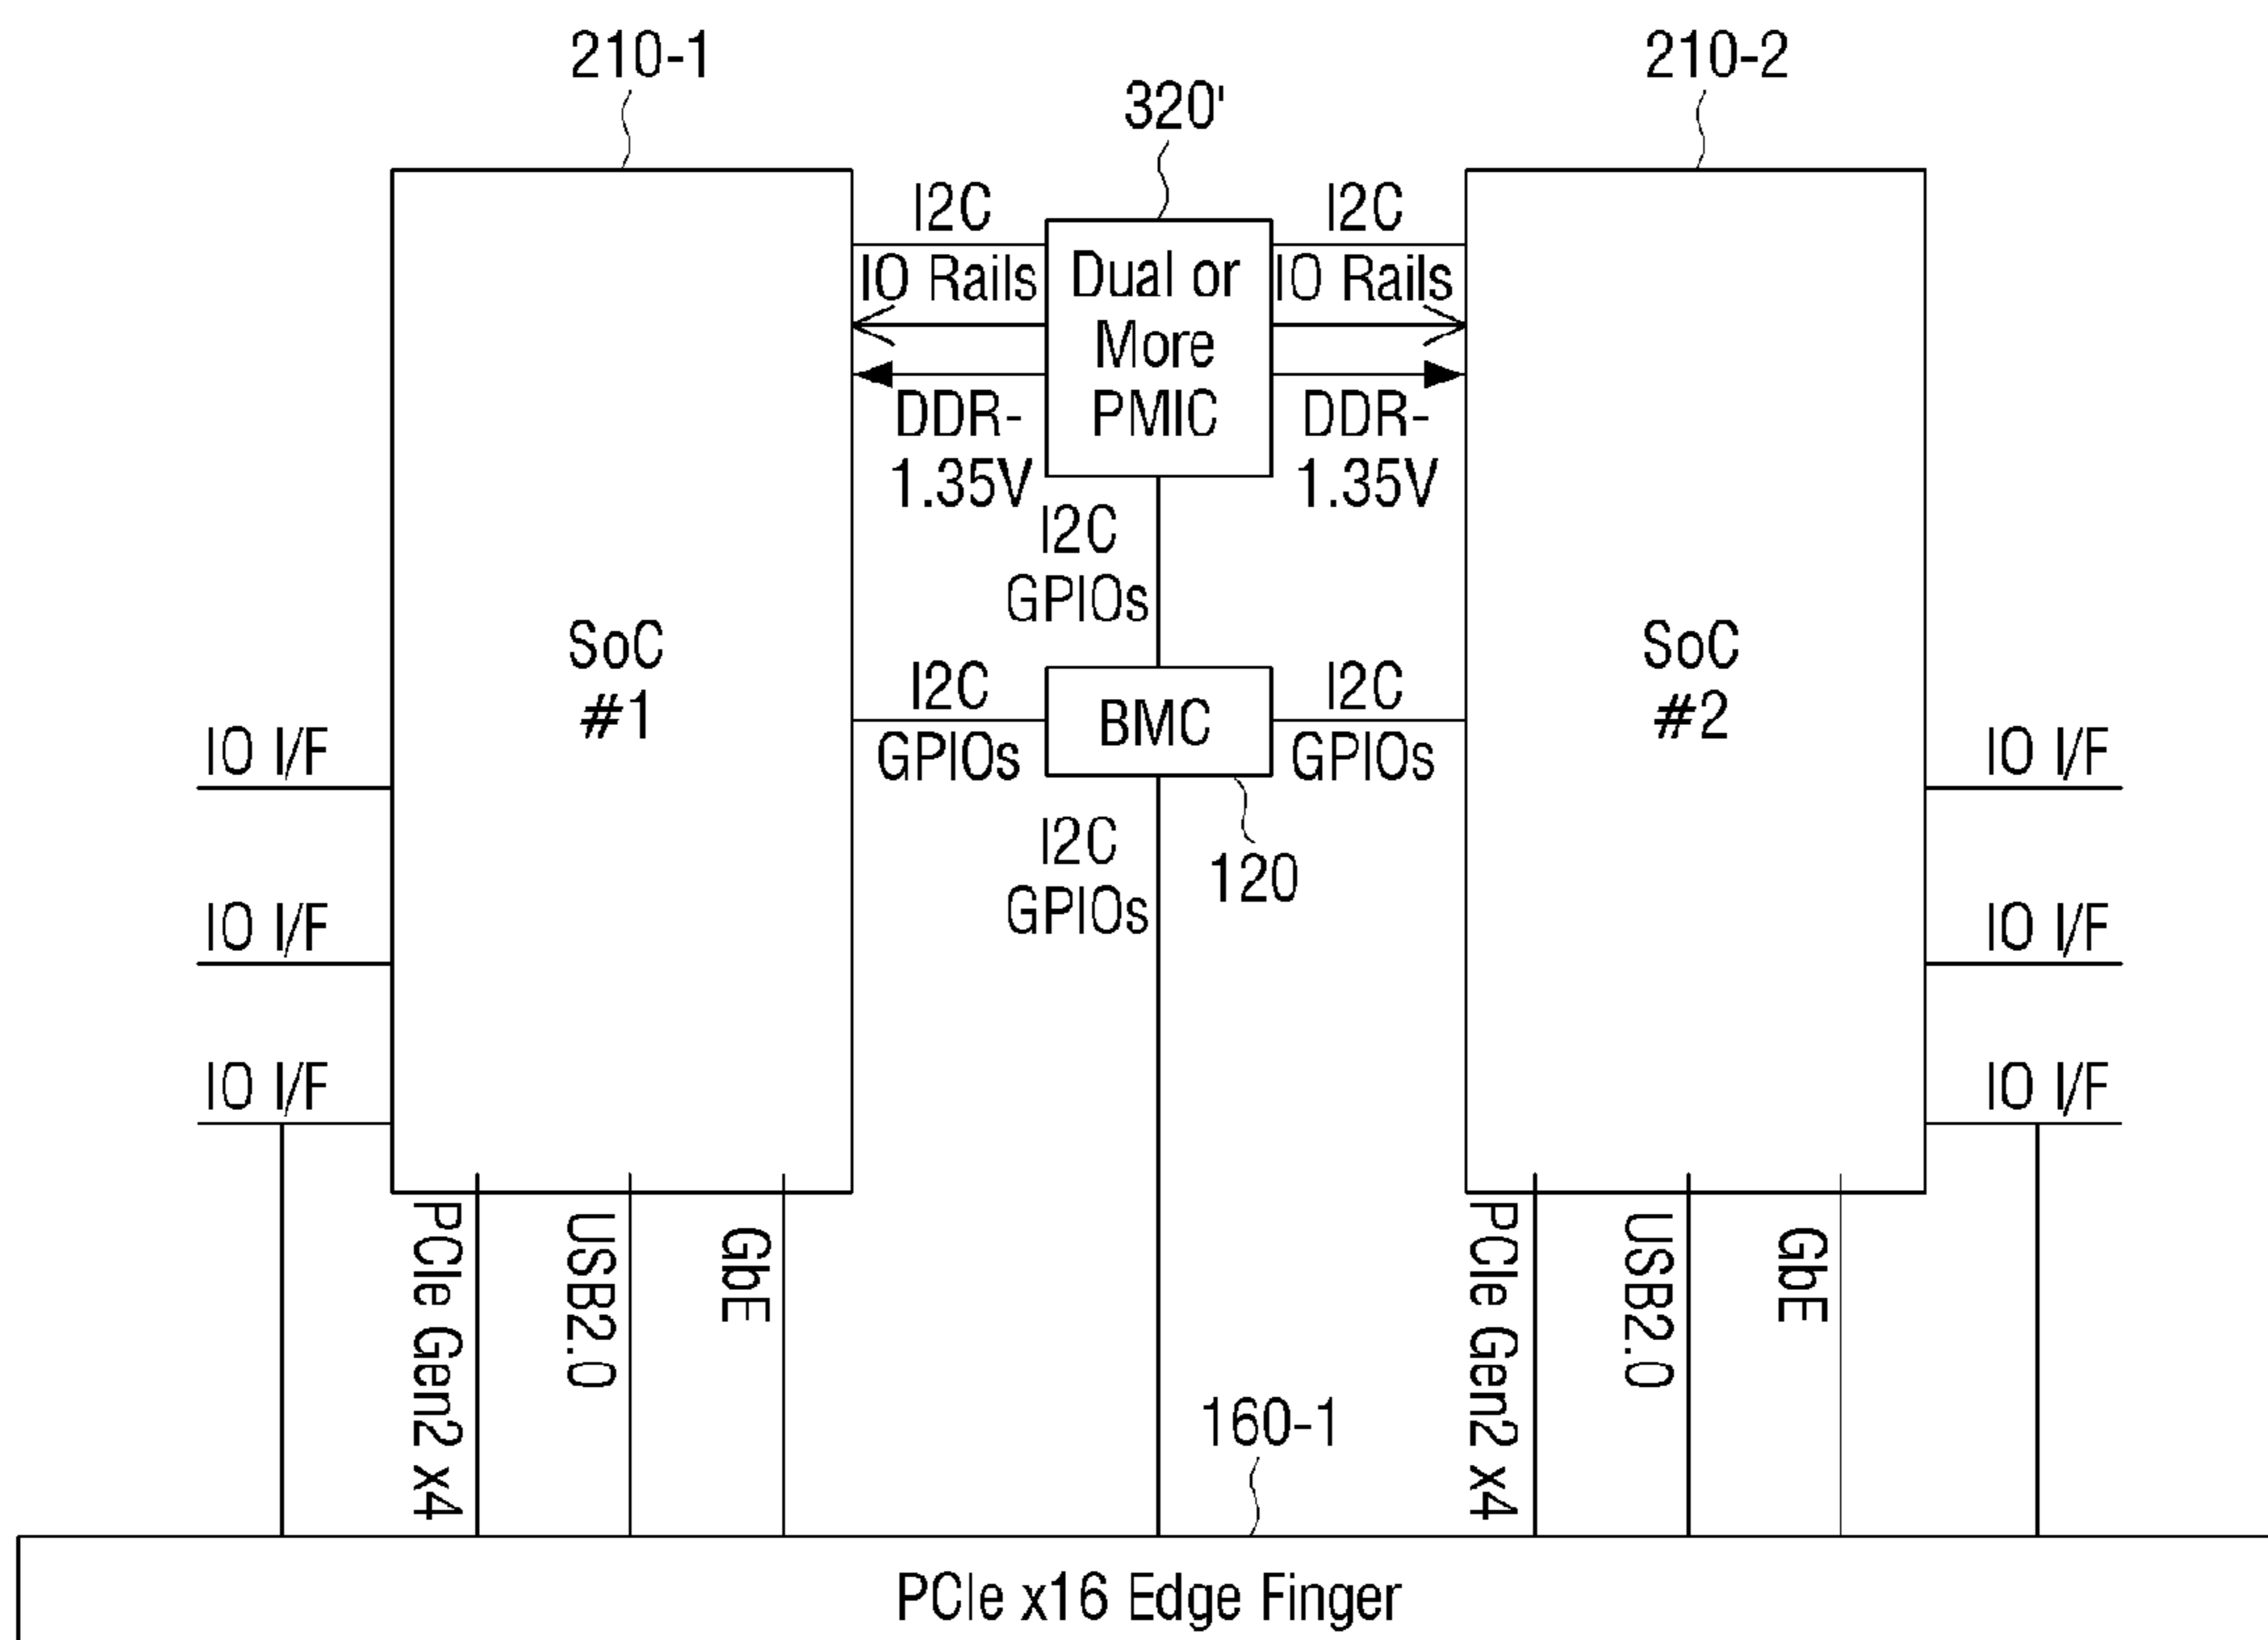 210-1
210-2
320'
I2C
I2C
IO Rails
Dual or
IO Rails
More
PMIC
DDR-
DDR-
1.35V
1.35V
I2C
GPIOs
SoC
#1
SoC
#2
I2C
BMC
I2C
GPIOs
GPIOs
IO I/F
IO I/F
I2C
GPIOs
120
IO I/F
IO I/F
IO I/F
IO I/F
PCIe Gen2 x4
USB2.0
GbE
PCIe Gen2 x4
USB2.0
GbE
160-1
PCIe x16 Edge Finger